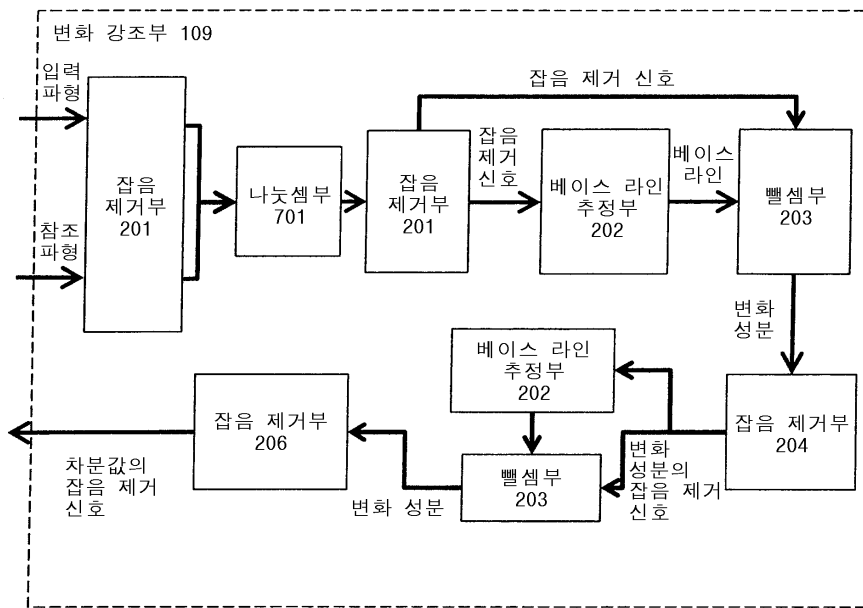 변화 강조부 109
입력
파형
참조
파형
잡음
제거부
201
나눗셈부
701
잡음
제거부
201
잡음 제거 신호
잡음
제거
신호
베이스 라인
추정부
202
베이스
라인
뺄셈부
203
변화
성분
잡음 제거부
204
변화
성분의
잡음 제거
신호
베이스 라인
추정부
202
뺄셈부
203
변화 성분
잡음 제거부
206
차분값의
잡음 제거
신호